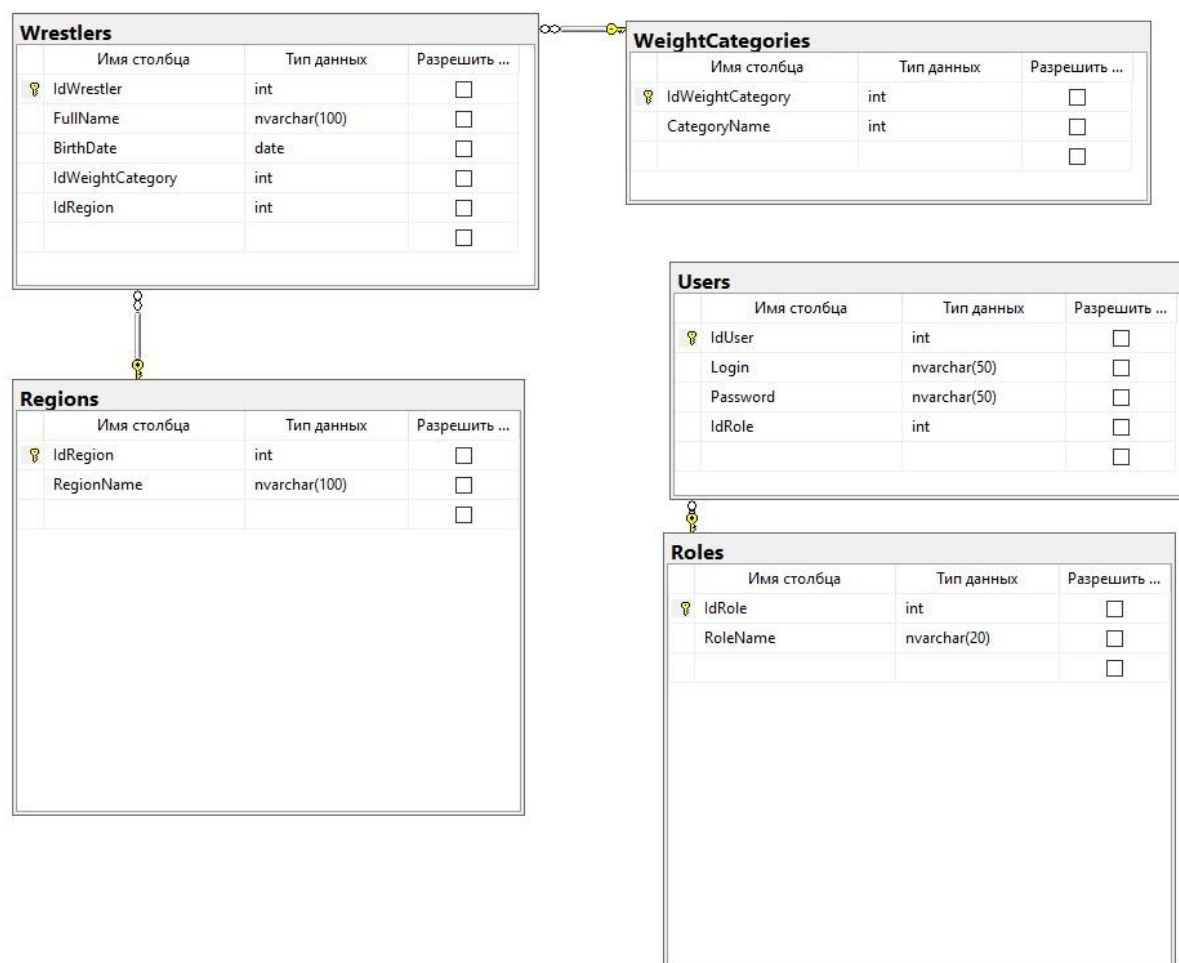 Wrestlers
Имя столбца Тип данных Разрешить ...
IdWrestler int
FullName nvarchar(100)
BirthDate date
IdWeightCategory int
IdRegion int
WeightCategories
Имя столбца Тип данных Разрешить ...
IdWeightCategory int
CategoryName int
Users
Имя столбца Тип данных Разрешить ...
IdUser int
Login nvarchar(50)
Password nvarchar(50)
IdRole int
Regions
Имя столбца Тип данных Разрешить ...
IdRegion int
RegionName nvarchar(100)
Roles
Имя столбца Тип данных Разрешить ...
IdRole int
RoleName nvarchar(20)